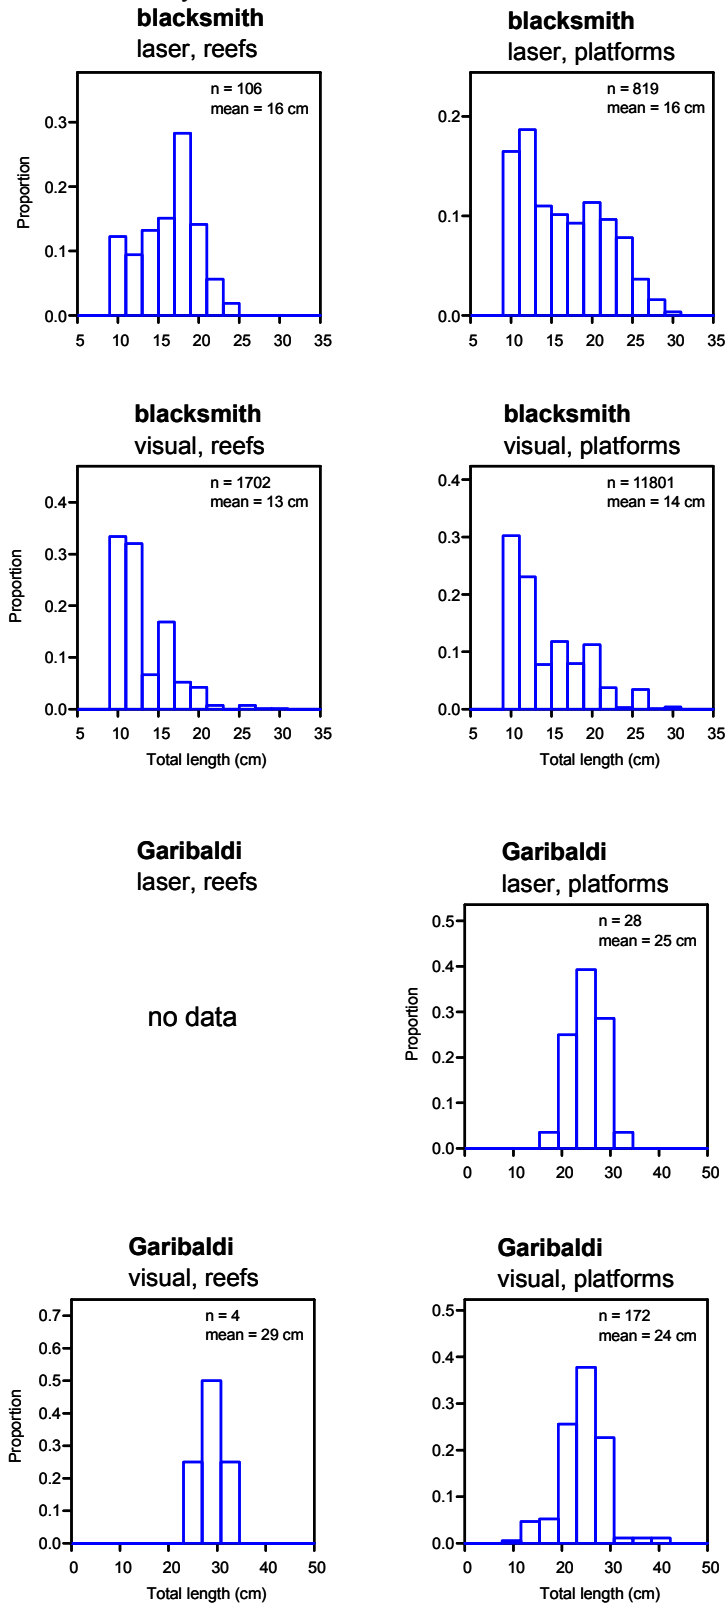 blacksmith
laser, reefs
n = 106
mean = 16 cm
0.3
0.2
0.1
0.0
Proportion
5 10 15 20 25 30 35
blacksmith
laser, platforms
n = 819
mean = 16 cm
0.2
0.1
0.0
5 10 15 20 25 30 35
blacksmith
visual, reefs
n = 1702
mean = 13 cm
0.4
0.3
0.2
0.1
0.0
Proportion
5 10 15 20 25 30 35
Total length (cm)
blacksmith
visual, platforms
n = 11801
mean = 14 cm
0.4
0.3
0.2
0.1
0.0
5 10 15 20 25 30 35
Total length (cm)
Garibaldi
laser, reefs
no data
Garibaldi
laser, platforms
n = 28
mean = 25 cm
0.5
0.4
0.3
0.2
0.1
0.0
Proportion
0 10 20 30 40 50
Garibaldi
visual, reefs
n = 4
mean = 29 cm
0.7
0.6
0.5
0.4
0.3
0.2
0.1
0.0
Proportion
0 10 20 30 40 50
Total length (cm)
Garibaldi
visual, platforms
n = 172
mean = 24 cm
0.5
0.4
0.3
0.2
0.1
0.0
0 10 20 30 40 50
Total length (cm)